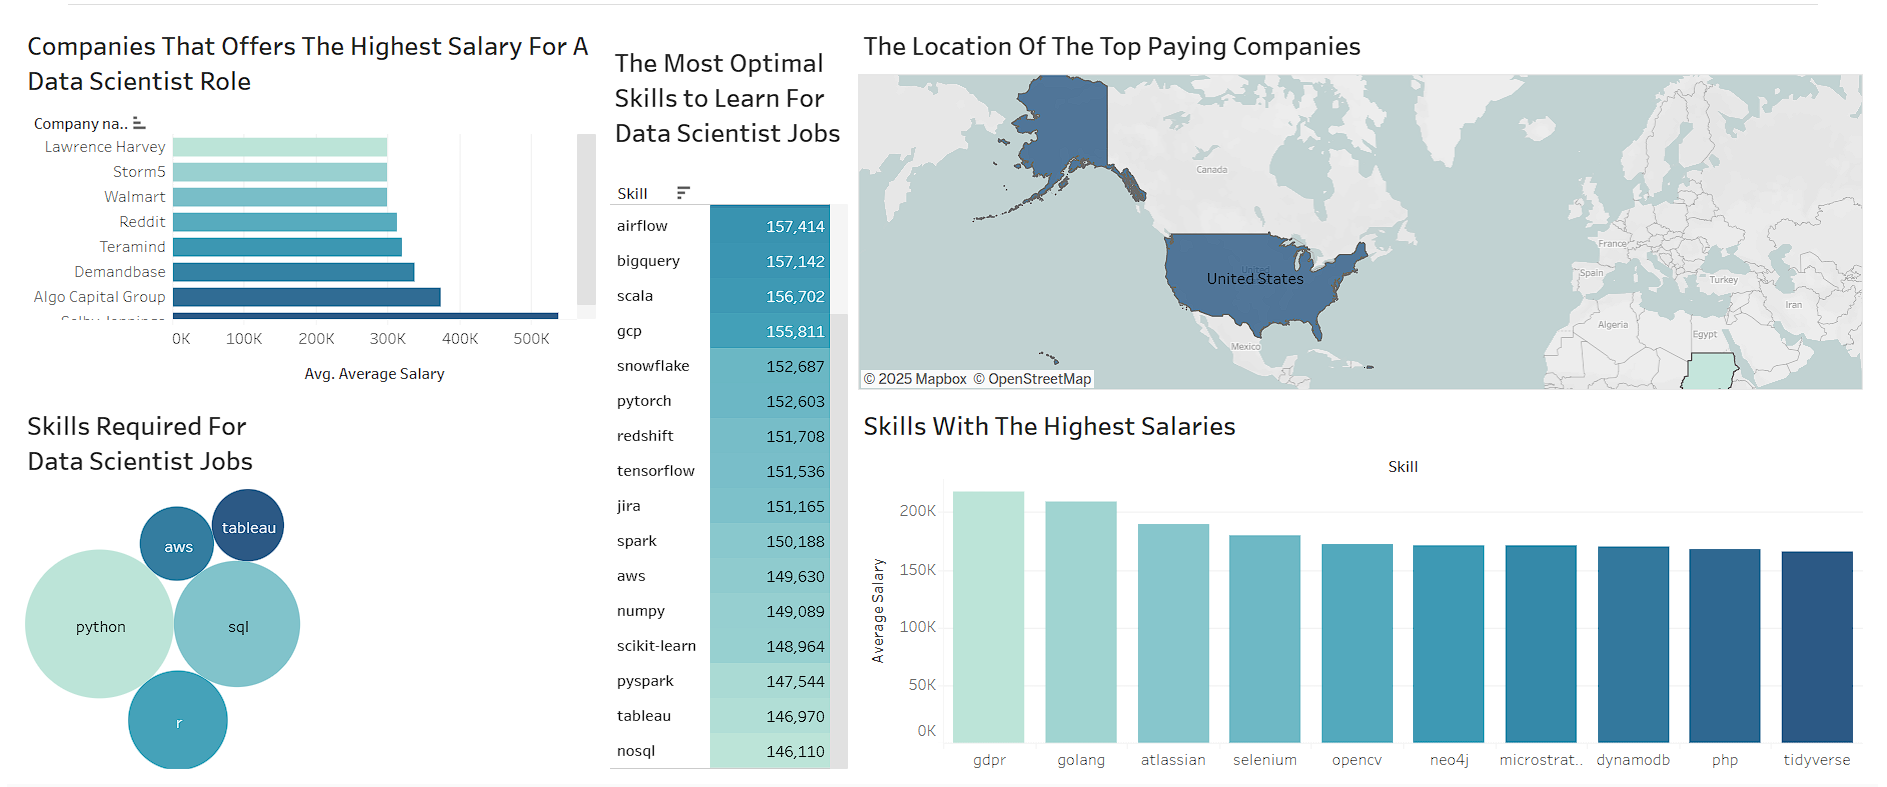 Companies That Offers The Highest Salary For A
Data Scientist Role
Company na..
Lawrence Harvey
Storm5
Walmart
Reddit
Teramind
Demandbase
Algo Capital Group
Selby Jennings
0K 100K 200K 300K 400K 500K
Avg. Average Salary
Skills Required For
Data Scientist Jobs
tableau
aws
python
sql
r
The Most Optimal
Skills to Learn For
Data Scientist Jobs
Skill
airflow 157,414
bigquery 157,142
scala 156,702
gcp 155,811
snowflake 152,687
pytorch 152,603
redshift 151,708
tensorflow 151,536
jira 151,165
spark 150,188
aws 149,630
numpy 149,089
scikit-learn 148,964
pyspark 147,544
tableau 146,970
nosql 146,110
The Location Of The Top Paying Companies
Canada
United States
Mexico
France
Spain
Turkey
Iran
Algeria
Egypt
© 2025 Mapbox © OpenStreetMap
Skills With The Highest Salaries
Skill
Average Salary
200K
150K
100K
50K
0K
gdpr golang atlassian selenium opencv neo4j microstrat.. dynamodb php tidyverse